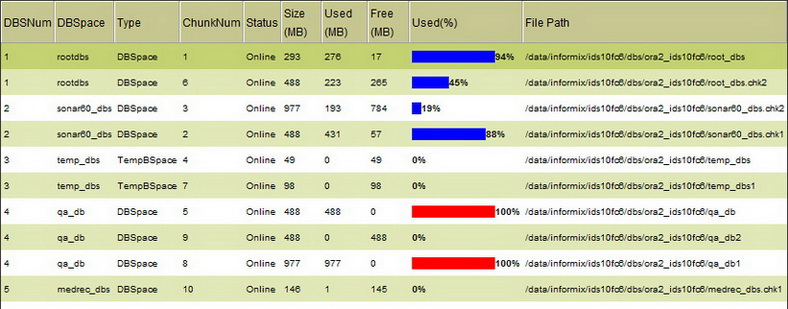 DBSNum DBSpace Type ChunkNum Status Size (MB) Used (MB) Free (MB) Used(%) File Path
1 rootdbs DBSpace 1 Online 293 276 17 94% /data/informix/ids10fc6/dbs/ora2_ids10fc6/root_dbs
1 rootdbs DBSpace 6 Online 488 223 265 45% /data/informix/ids10fc6/dbs/ora2_ids10fc6/root_dbs.chk2
2 sonar60_dbs DBSpace 3 Online 977 193 784 19% /data/informix/ids10fc6/dbs/ora2_ids10fc6/sonar60_dbs.chk2
2 sonar60_dbs DBSpace 2 Online 488 431 57 88% /data/informix/ids10fc6/dbs/ora2_ids10fc6/sonar60_dbs.chk1
3 temp_dbs TempBSpace 4 Online 49 0 49 0% /data/informix/ids10fc6/dbs/ora2_ids10fc6/temp_dbs
3 temp_dbs TempBSpace 7 Online 98 0 98 0% /data/informix/ids10fc6/dbs/ora2_ids10fc6/temp_dbs1
4 qa_db DBSpace 5 Online 488 488 0 100% /data/informix/ids10fc6/dbs/ora2_ids10fc6/qa_db
4 qa_db DBSpace 9 Online 488 0 488 0% /data/informix/ids10fc6/dbs/ora2_ids10fc6/qa_db2
4 qa_db DBSpace 8 Online 977 977 0 100% /data/informix/ids10fc6/dbs/ora2_ids10fc6/qa_db1
5 medrec_dbs DBSpace 10 Online 146 1 145 0% /data/informix/ids10fc6/dbs/ora2_ids10fc6/medrec_dbs.chk1